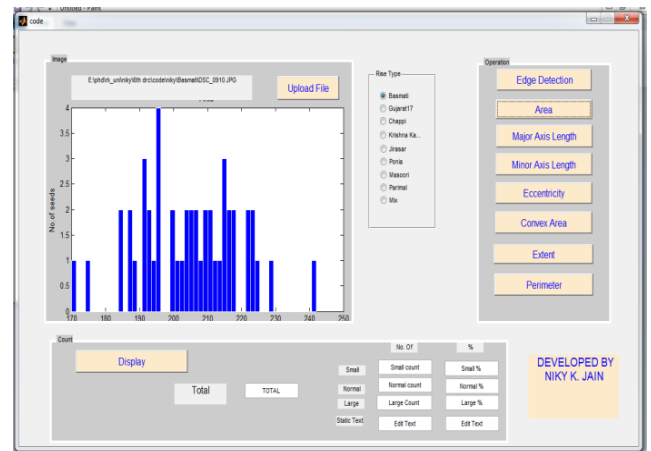 Untitled - Paint
code
Image
E:\phd\rk_uni\niky\6th drc\code\niky\Basmati\DSC_0910.JPG
Upload File
4
3.5
3
2.5
2
1.5
1
0.5
0
No.of seeds
170 180 190 200 210 220 230 240 250
Rise Type
Basmati
Gujarat17
Chappi
Krishna Ka...
Jirasar
Ponia
Masoori
Parimal
Mix
Operation
Edge Detection
Area
Major Axis Length
Minor Axis Length
Eccentricity
Convex Area
Extent
Perimeter
Count
Display
Total TOTAL
No. Of %
Small Small count Small %
Normal Normal count Normal %
Large Large Count Large %
Static Text Edit Text Edit Text
DEVELOPED BY
NIKY K. JAIN